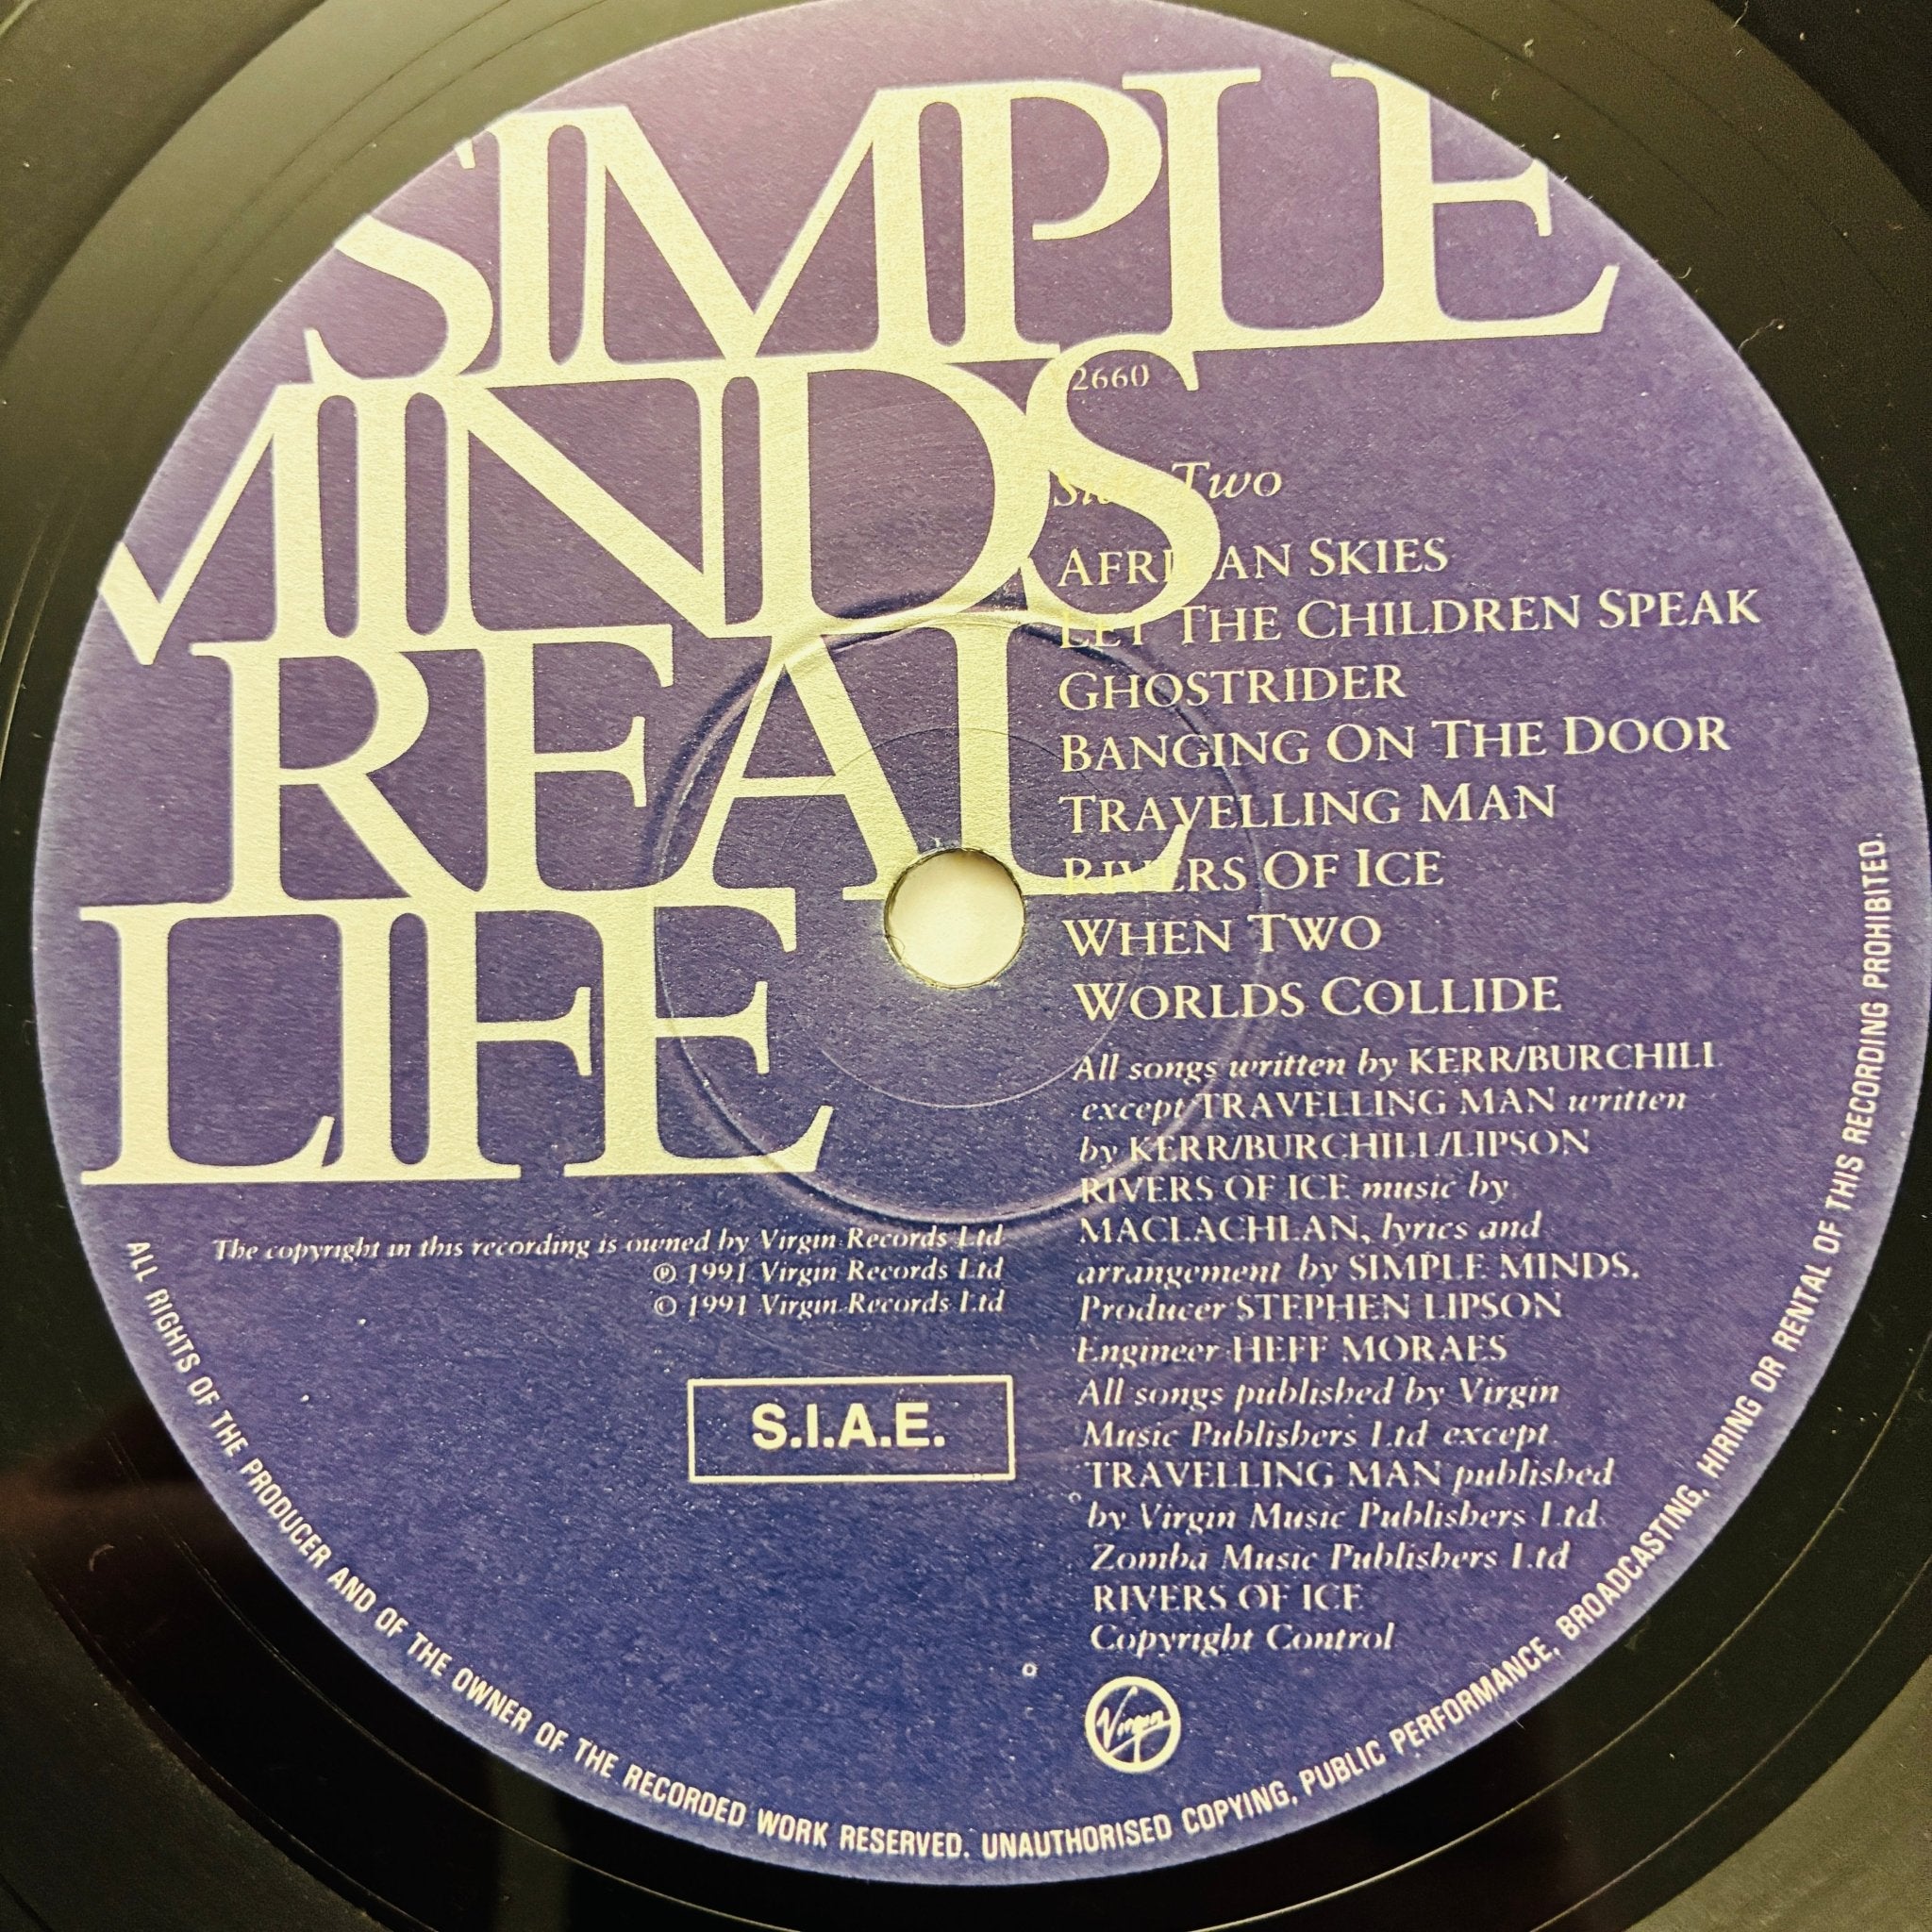 SIMPLE
MINDS
REAL
LIFE
2660
Side Two
AFRICAN SKIES
LET THE CHILDREN SPEAK
GHOSTRIDER
BANGING ON THE DOOR
TRAVELLING MAN
RIVERS OF ICE
WHEN TWO
WORLDS COLLIDE
All songs written by KERR/BURCHILL
except TRAVELLING MAN written
by KERR/BURCHILL/LIPSON
RIVERS OF ICE music by
MACLACHLAN, lyrics and
arrangement by SIMPLE MINDS.
Producer STEPHEN LIPSON
Engineer HEFF MORAES
All songs published by Virgin
Music Publishers Ltd except
TRAVELLING MAN published
by Virgin Music Publishers Ltd
Zomba Music Publishers Ltd
RIVERS OF ICE
Copyright Control
The copyright in this recording is owned by Virgin Records Ltd
℗ 1991 Virgin Records Ltd
© 1991 Virgin Records Ltd
S.I.A.E.
Virgin
ALL RIGHTS OF THE PRODUCER AND OF THE OWNER OF THE RECORDED WORK RESERVED. UNAUTHORISED COPYING, PUBLIC PERFORMANCE, BROADCASTING, HIRING OR RENTAL OF THIS RECORDING PROHIBITED.